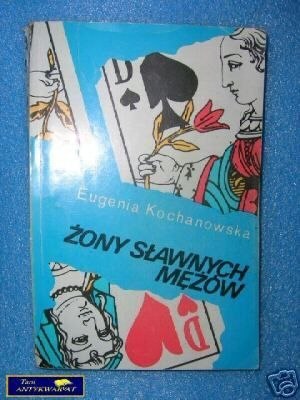 D
Eugenia Kochanowska
ŻONY SŁAWNYCH
MĘŻÓW
D
Tani
ANTYKWARIAT